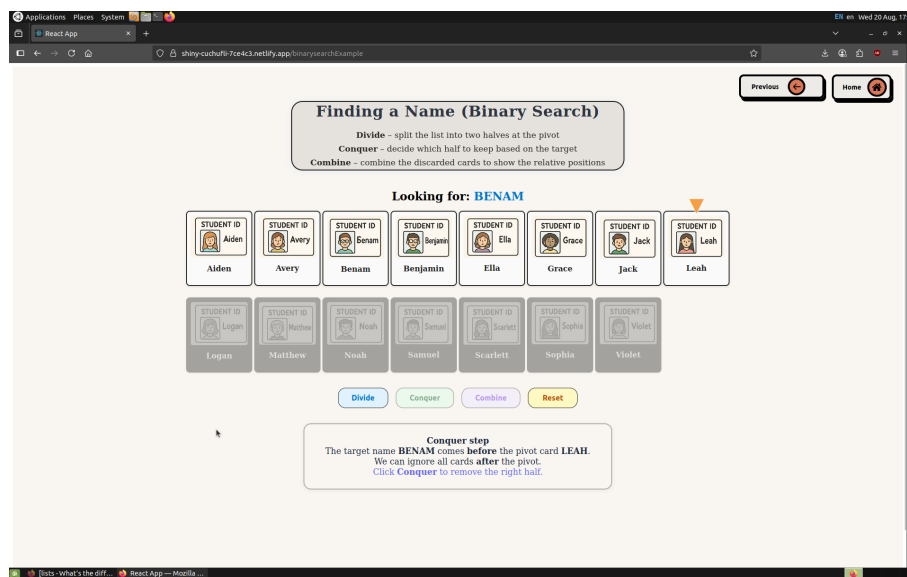 Applications Places System EN en Wed 20 Aug, 17:
React App × +
shiny-cuchufli-7ce4c3.netlify.app/binarysearchExample
Previous Home
Finding a Name (Binary Search)
Divide – split the list into two halves at the pivot
Conquer – decide which half to keep based on the target
Combine – combine the discarded cards to show the relative positions
Looking for: BENAM
STUDENT ID STUDENT ID STUDENT ID STUDENT ID STUDENT ID STUDENT ID STUDENT ID STUDENT ID
Aiden Avery Benam Benjamin Ella Grace Jack Leah
Aiden Avery Benam Benjamin Ella Grace Jack Leah
STUDENT ID STUDENT ID STUDENT ID STUDENT ID STUDENT ID STUDENT ID STUDENT ID
Logan Matthew Noah Samuel Scarlett Sophia Violet
Logan Matthew Noah Samuel Scarlett Sophia Violet
Divide Conquer Combine Reset
Conquer step
The target name BENAM comes before the pivot card LEAH.
We can ignore all cards after the pivot.
Click Conquer to remove the right half.
[lists - What's the diff... React App — Mozilla ...